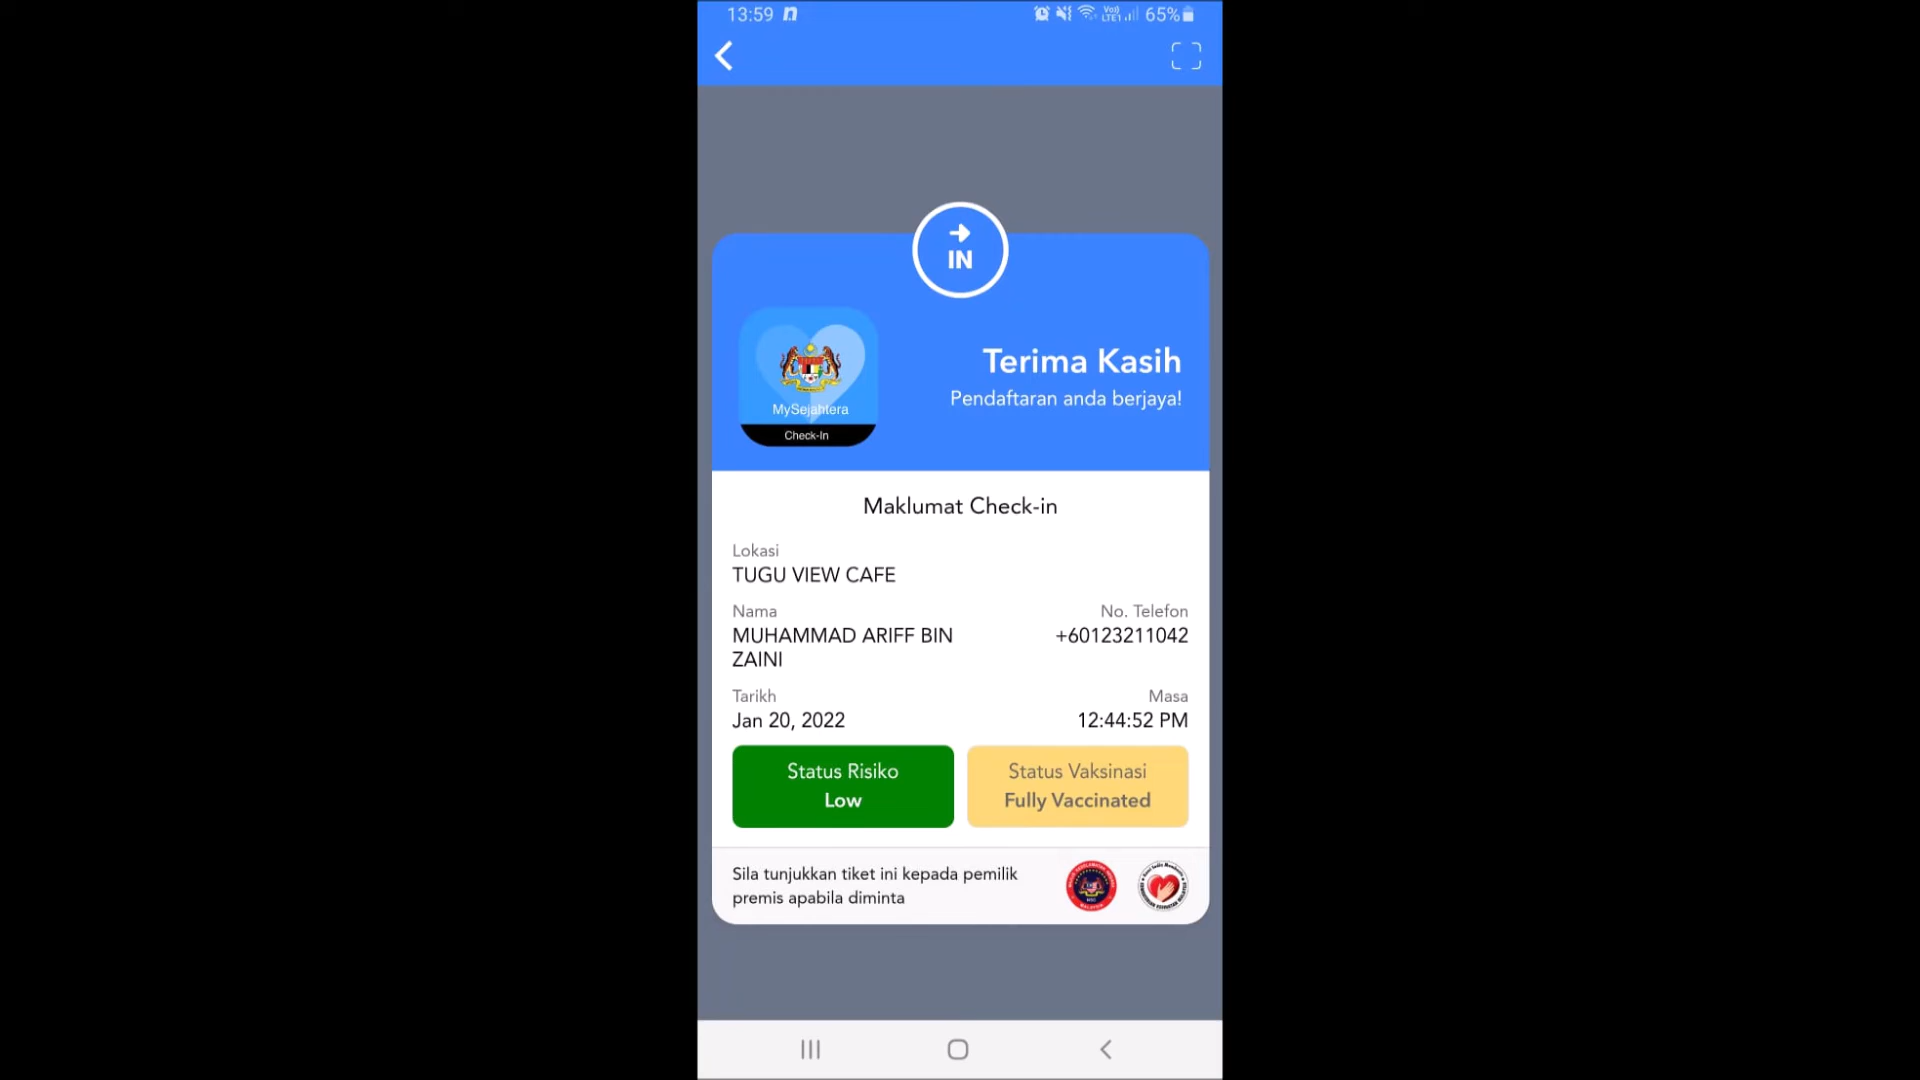 13:59
65%
IN
MySejahtera
Check-In
Terima Kasih
Pendaftaran anda berjaya!
Maklumat Check-in
Lokasi
TUGU VIEW CAFE
Nama
No. Telefon
MUHAMMAD ARIFF BIN
+60123211042
ZAINI
Tarikh
Masa
Jan 20, 2022
12:44:52 PM
Status Risiko
Low
Status Vaksinasi
Fully Vaccinated
Sila tunjukkan tiket ini kepada pemilik
premis apabila diminta